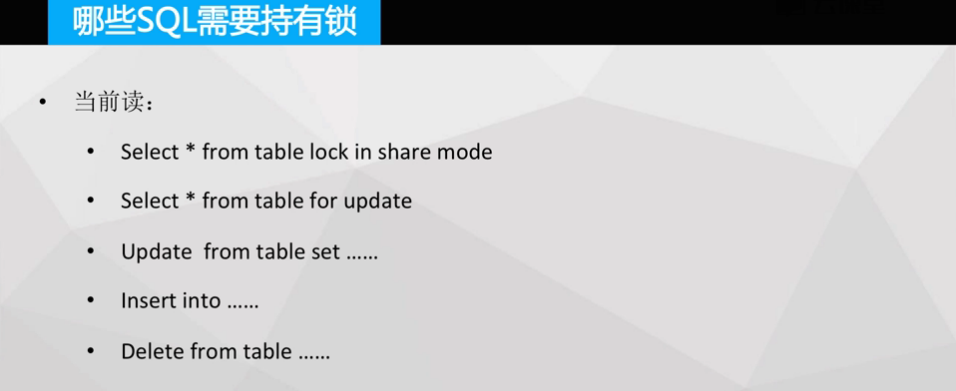 哪些SQL需要持有锁
• 当前读：
• Select * from table lock in share mode
• Select * from table for update
• Update  from table set ......
• Insert into ......
• Delete from table ......